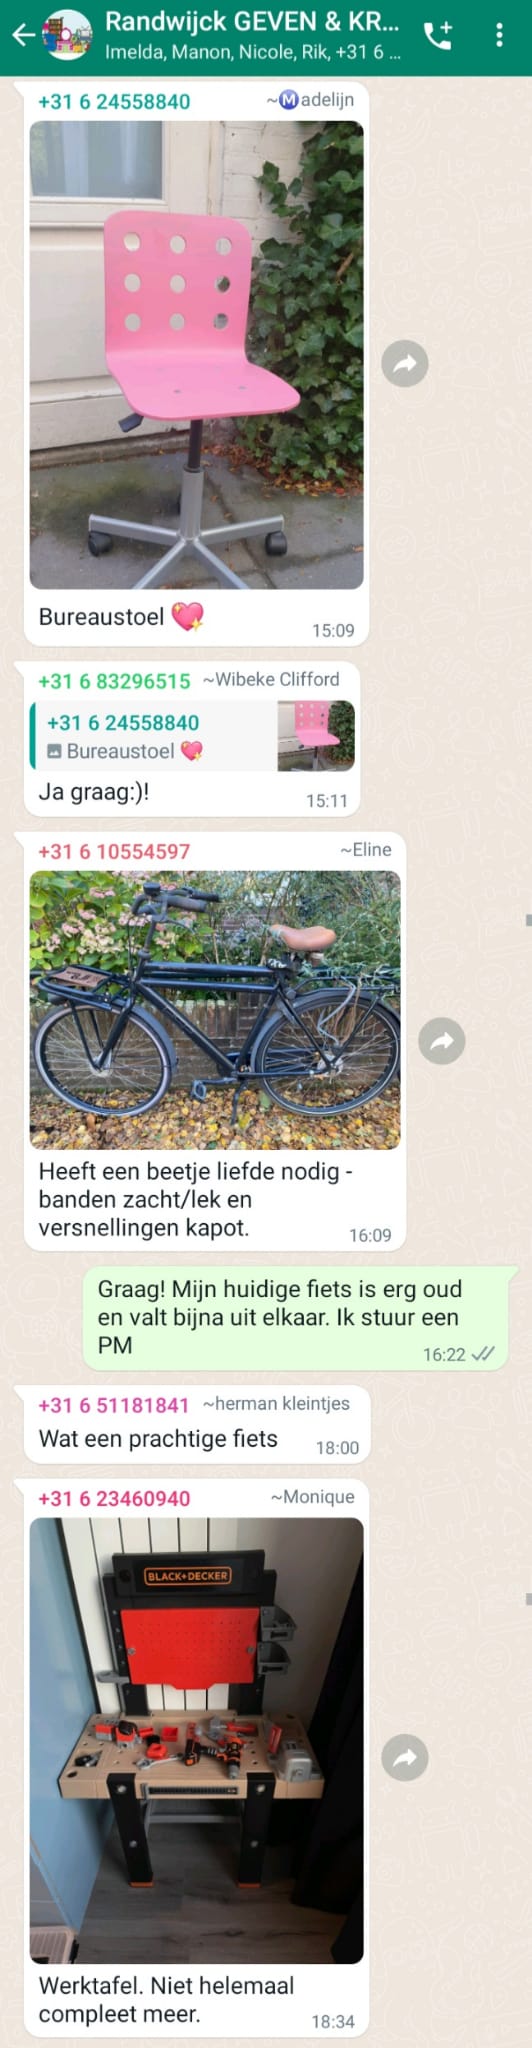 Randwijck GEVEN & KR...
Imelda, Manon, Nicole, Rik, +31 6 ...
+31 6 24558840 ~Ⓜ️adelijn
Bureaustoel 💖
15:09
+31 6 83296515 ~Wibeke Clifford
+31 6 24558840
Bureaustoel 💖
Ja graag:)!
15:11
+31 6 10554597 ~Eline
Heeft een beetje liefde nodig -
banden zacht/lek en
versnellingen kapot.
16:09
Graag! Mijn huidige fiets is erg oud
en valt bijna uit elkaar. Ik stuur een
PM
16:22
+31 6 51181841 ~herman kleintjes
Wat een prachtige fiets
18:00
+31 6 23460940 ~Monique
BLACK+DECKER
Werktafel. Niet helemaal
compleet meer.
18:34